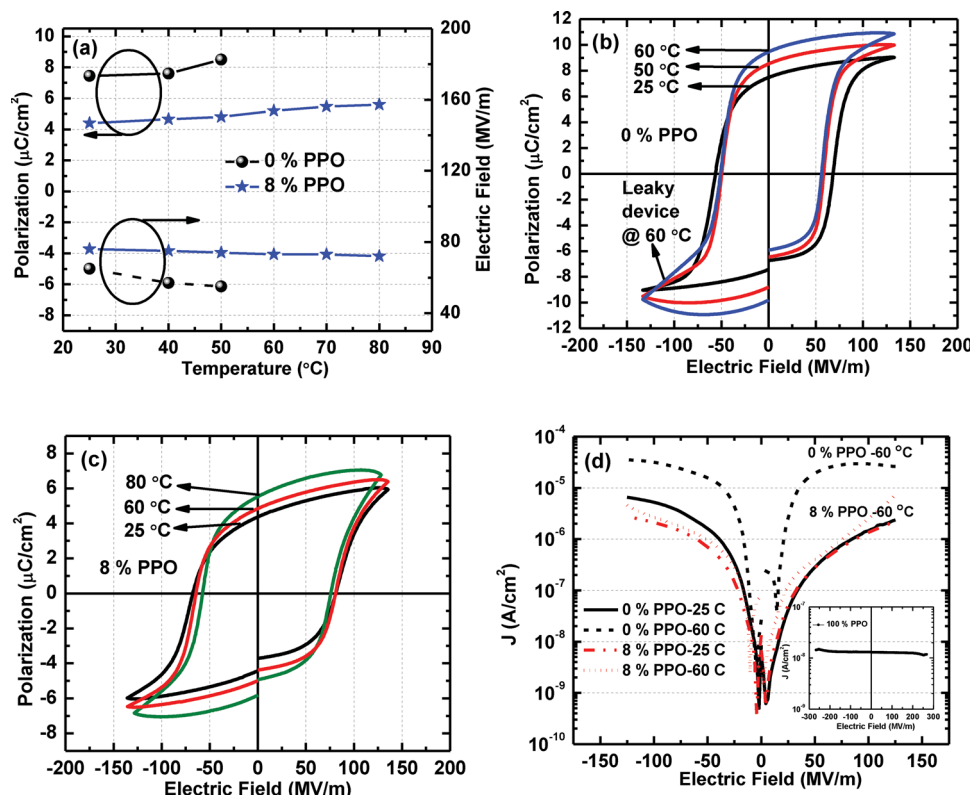 (a)
10
8
6
4
2
0
-2
-4
-6
-8
Polarization (μC/cm²)
200
160
120
80
40
Electric Field (MV/m)
0 % PPO
8 % PPO
20 30 40 50 60 70 80 90
Temperature (°C)
(b)
12
10
8
6
4
2
0
-2
-4
-6
-8
-10
-12
Polarization (μC/cm²)
60 °C
50 °C
25 °C
0 % PPO
Leaky
device
@ 60 °C
-200 -150 -100 -50 0 50 100 150 200
Electric Field (MV/m)
(c)
8
6
4
2
0
-2
-4
-6
-8
Polarization (μC/cm²)
80 °C
60 °C
25 °C
8 % PPO
-200 -150 -100 -50 0 50 100 150 200
Electric Field (MV/m)
(d)
10⁻⁴
10⁻⁵
10⁻⁶
10⁻⁷
10⁻⁸
10⁻⁹
10⁻¹⁰
J (A/cm²)
0 % PPO -60 °C
8 % PPO -60 °C
0 % PPO-25 C
0 % PPO-60 C
8 % PPO-25 C
8 % PPO-60 C
-150 -100 -50 0 50 100 150
Electric Field (MV/m)
100 % PPO
10⁻⁷
10⁻⁸
10⁻⁹
J (A/cm²)
-300 -200 -100 0 100 200 300
Electric Field (MV/m)